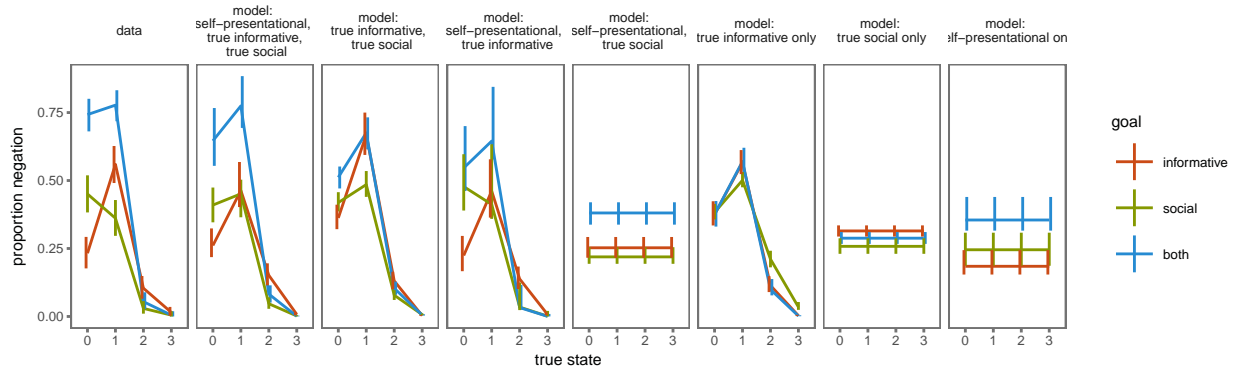 data
model:
self−presentational,
true informative,
true social
model:
true informative,
true social
model:
self−presentational,
true informative
model:
self−presentational,
true social
model:
true informative only
model:
true social only
model:
elf−presentational on
proportion negation
0.75
0.50
0.25
0.00
0 1 2 3
0 1 2 3
0 1 2 3
0 1 2 3
0 1 2 3
0 1 2 3
0 1 2 3
0 1 2 3
true state
goal
informative
social
both